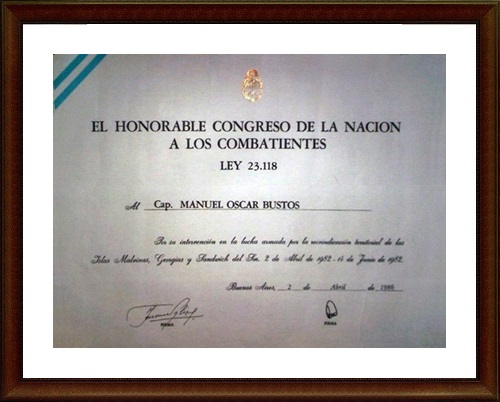 EL HONORABLE CONGRESO DE LA NACION
A LOS COMBATIENTES
LEY 23.118
Al Cap. MANUEL OSCAR BUSTOS
Por su intervención en la lucha armada por la reivindicación territorial de las
Islas Malvinas, Georgias y Sandwich del Sur. 2 de Abril de 1982 - 14 de Junio de 1982.
Buenos Aires, 2 de Abril de 1986
FIRMA FIRMA